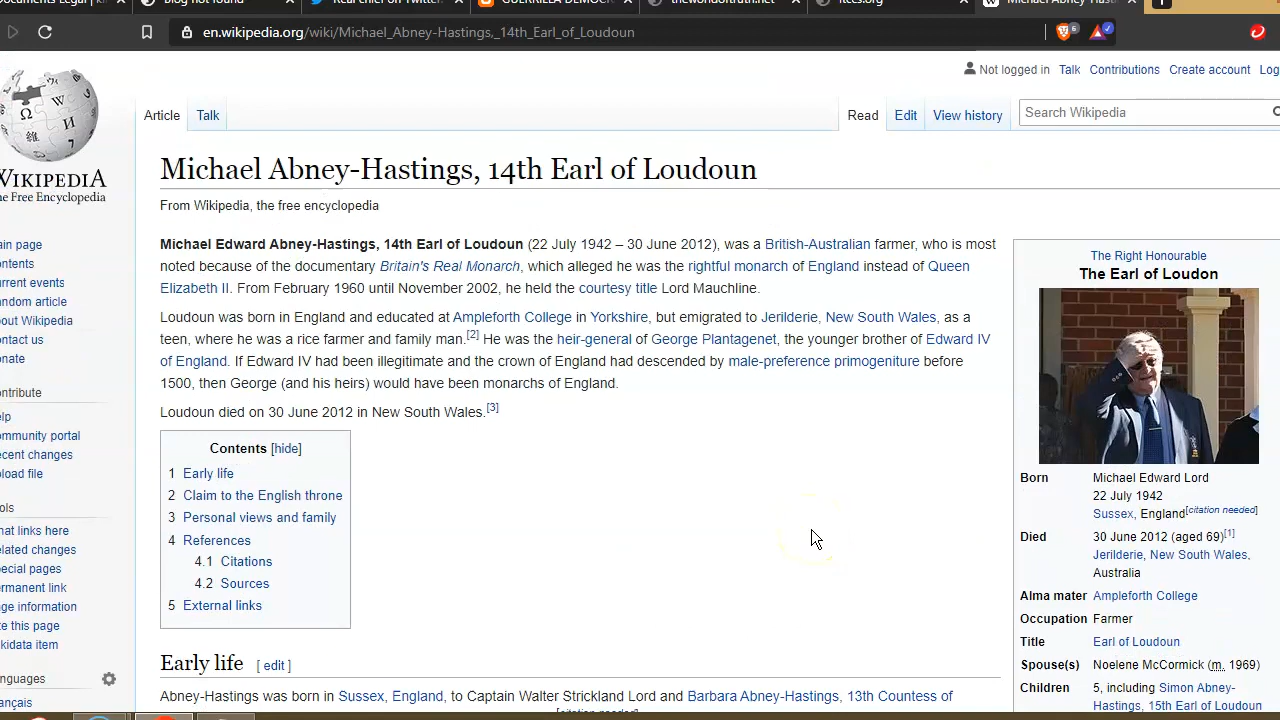 Documents Legal | ki
Blog not found
Real chief on Twitter:
GUERRILLA DEMOC
theworldoftruth.net
Michael Abney-Hast
en.wikipedia.org/wiki/Michael_Abney-Hastings,_14th_Earl_of_Loudoun
6
Not logged in Talk Contributions Create account Log
Article Talk Read Edit View history Search Wikipedia
WIKIPEDIA
The Free Encyclopedia
Michael Abney-Hastings, 14th Earl of Loudoun
From Wikipedia, the free encyclopedia
ain page
ontents
urrent events
andom article
bout Wikipedia
ontact us
onate
ontribute
elp
ommunity portal
ecent changes
pload file
ols
hat links here
elated changes
pecial pages
ermanent link
age information
te this page
ikidata item
nguages
nçais
Michael Edward Abney-Hastings, 14th Earl of Loudoun (22 July 1942 – 30 June 2012), was a British-Australian farmer, who is most
noted because of the documentary Britain's Real Monarch, which alleged he was the rightful monarch of England instead of Queen
Elizabeth II. From February 1960 until November 2002, he held the courtesy title Lord Mauchline.
Loudoun was born in England and educated at Ampleforth College in Yorkshire, but emigrated to Jerilderie, New South Wales, as a
teen, where he was a rice farmer and family man.[2] He was the heir-general of George Plantagenet, the younger brother of Edward IV
of England. If Edward IV had been illegitimate and the crown of England had descended by male-preference primogeniture before
1500, then George (and his heirs) would have been monarchs of England.
Loudoun died on 30 June 2012 in New South Wales.[3]
Contents [hide]
1 Early life
2 Claim to the English throne
3 Personal views and family
4 References
4.1 Citations
4.2 Sources
5 External links
Early life [ edit ]
Abney-Hastings was born in Sussex, England, to Captain Walter Strickland Lord and Barbara Abney-Hastings, 13th Countess of
[citation needed]
The Right Honourable
The Earl of Loudon
Born Michael Edward Lord
22 July 1942
Sussex, England[citation needed]
Died 30 June 2012 (aged 69)[1]
Jerilderie, New South Wales,
Australia
Alma mater Ampleforth College
Occupation Farmer
Title Earl of Loudoun
Spouse(s) Noelene McCormick (m. 1969)
Children 5, including Simon Abney-
Hastings, 15th Earl of Loudoun